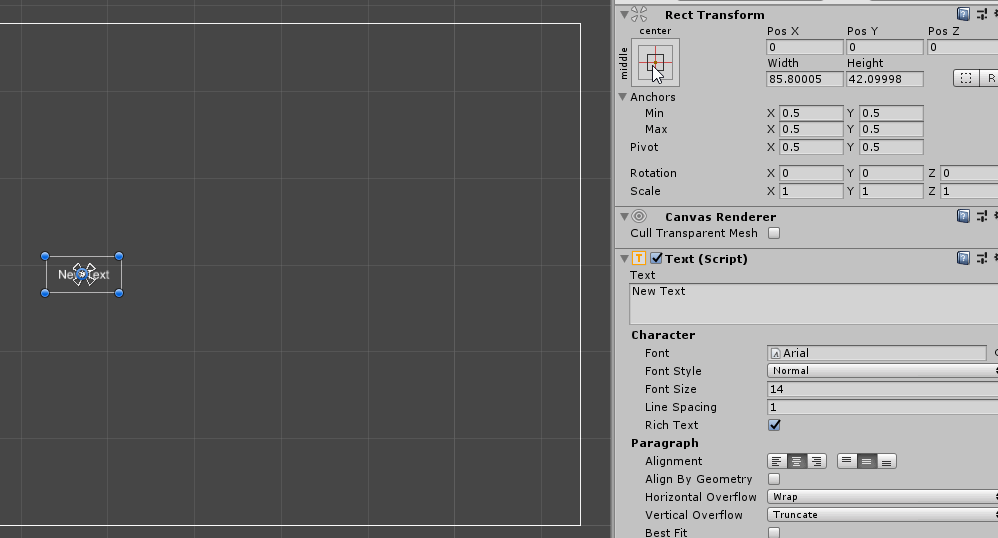 New Text
Rect Transform
center
middle
Pos X Pos Y Pos Z
0 0 0
Width Height
85.80005 42.09998 R
Anchors
Min X 0.5 Y 0.5
Max X 0.5 Y 0.5
Pivot X 0.5 Y 0.5
Rotation X 0 Y 0 Z 0
Scale X 1 Y 1 Z 1
Canvas Renderer
Cull Transparent Mesh
T Text (Script)
Text
New Text
Character
Font Arial
Font Style Normal
Font Size 14
Line Spacing 1
Rich Text
Paragraph
Alignment
Align By Geometry
Horizontal Overflow Wrap
Vertical Overflow Truncate
Best Fit